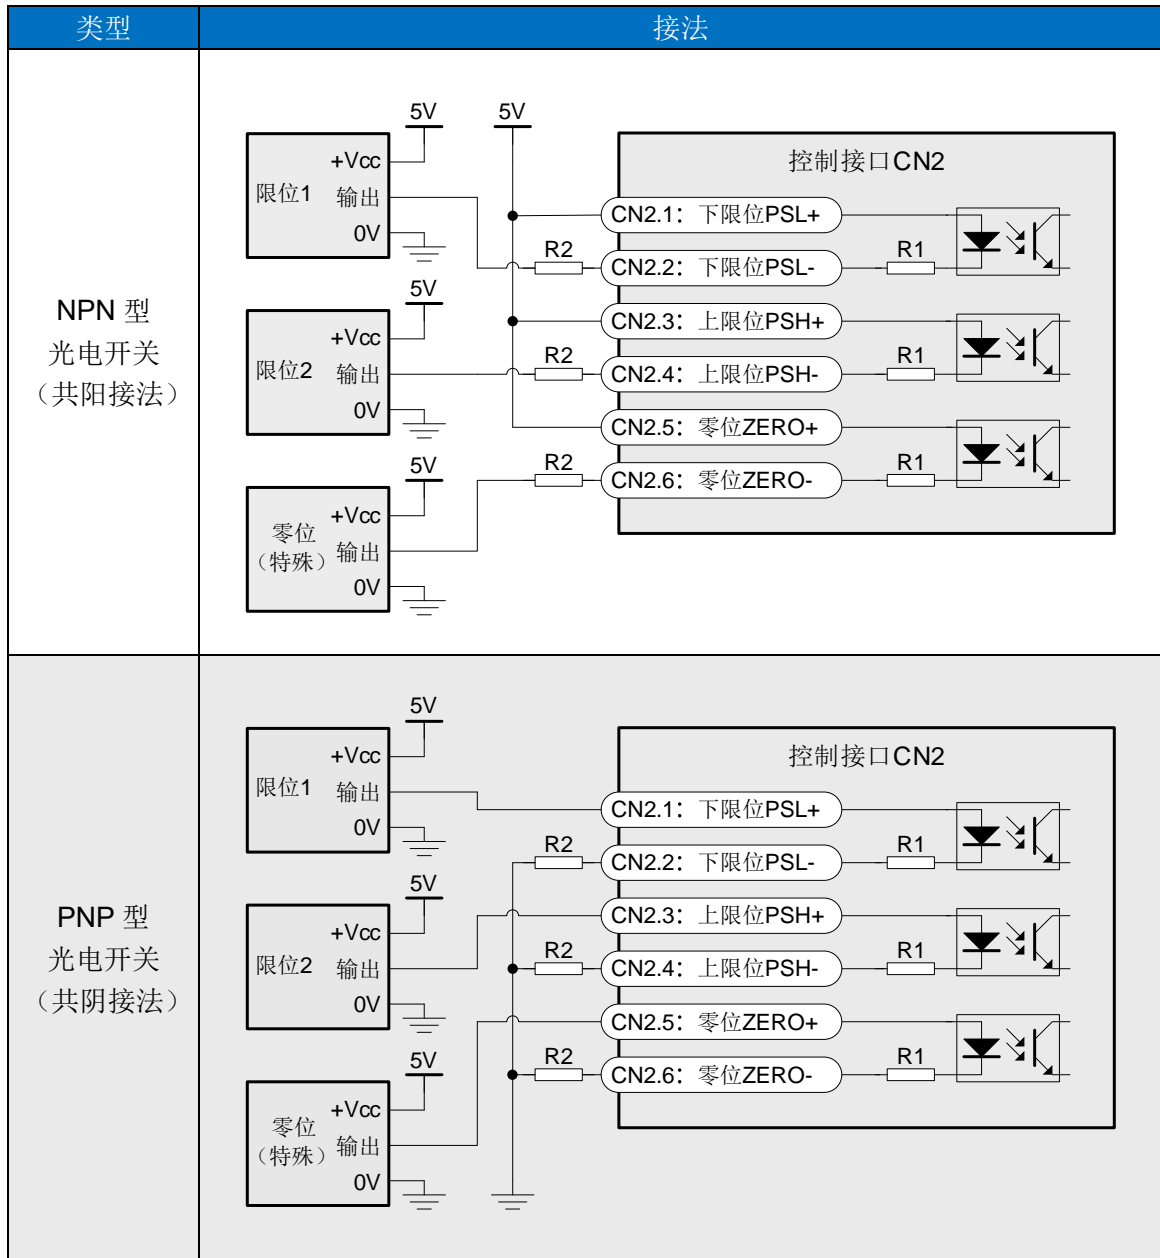 类型
接法
NPN 型
光电开关
（共阳接法）
5V
5V
+Vcc
限位1
输出
0V
5V
+Vcc
限位2
输出
0V
5V
+Vcc
零位
（特殊）
输出
0V
控制接口CN2
CN2.1：下限位PSL+
R2
CN2.2：下限位PSL-
R1
CN2.3：上限位PSH+
R2
CN2.4：上限位PSH-
R1
CN2.5：零位ZERO+
R2
CN2.6：零位ZERO-
R1
PNP 型
光电开关
（共阴接法）
5V
+Vcc
限位1
输出
0V
5V
+Vcc
限位2
输出
0V
5V
+Vcc
零位
（特殊）
输出
0V
控制接口CN2
CN2.1：下限位PSL+
R2
CN2.2：下限位PSL-
R1
CN2.3：上限位PSH+
R2
CN2.4：上限位PSH-
R1
CN2.5：零位ZERO+
R2
CN2.6：零位ZERO-
R1